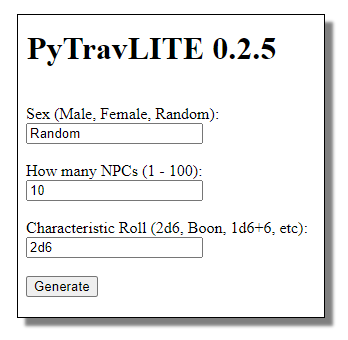 PyTravLITE 0.2.5
Sex (Male, Female, Random):
Random
How many NPCs (1 - 100):
10
Characteristic Roll (2d6, Boon, 1d6+6, etc):
2d6
Generate